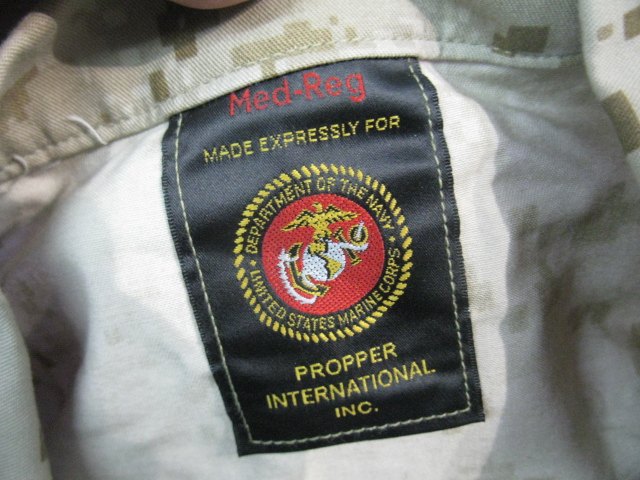 Med-Reg
MADE EXPRESSLY FOR
DEPARTMENT OF THE NAVY
UNITED STATES MARINE CORPS
PROPPER
INTERNATIONAL
INC.